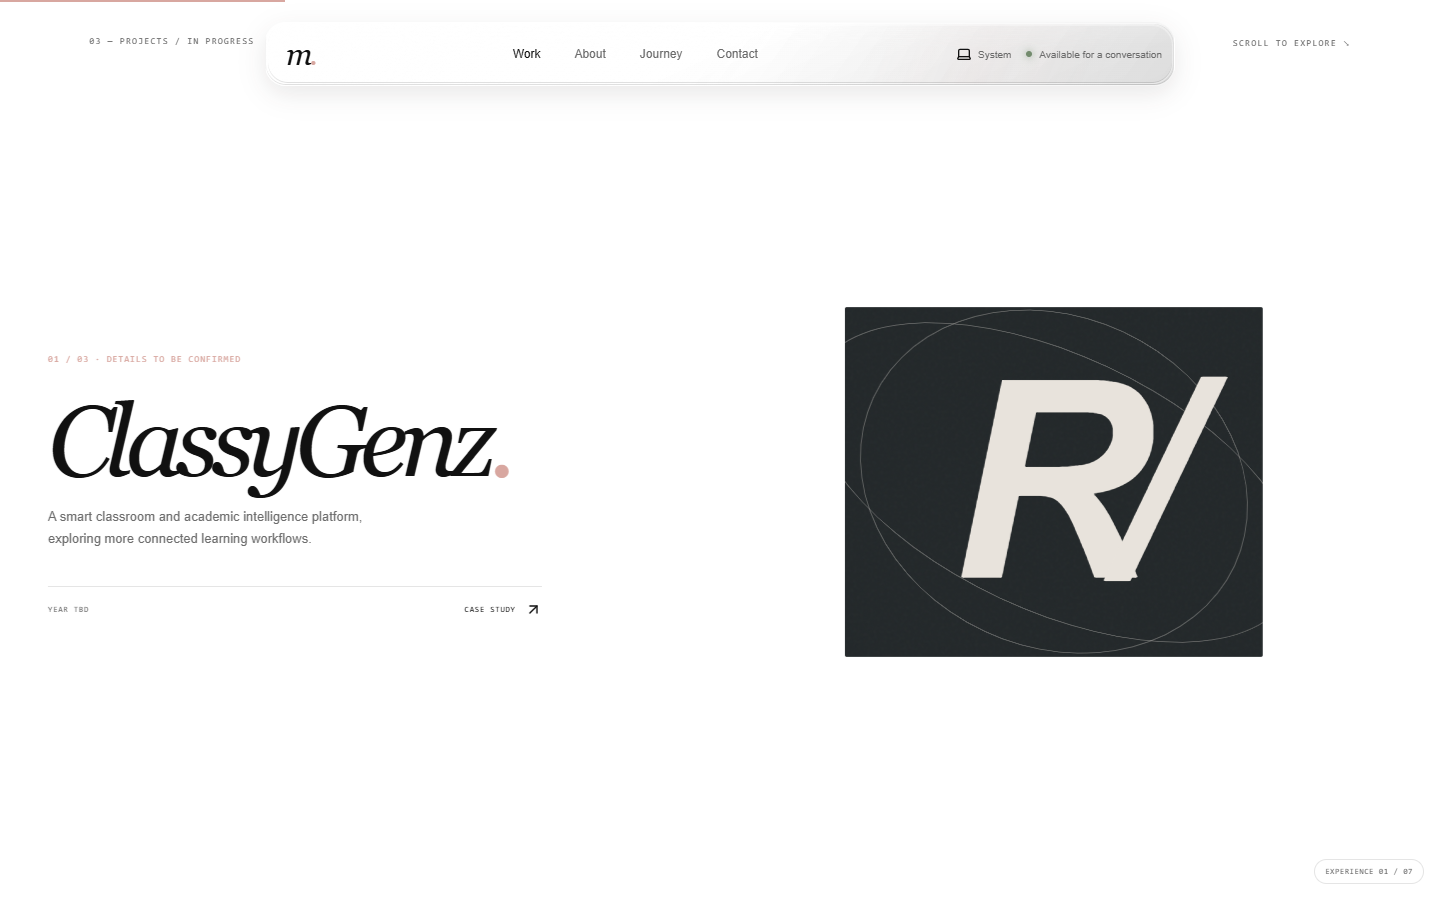 03 — PROJECTS / IN PROGRESS
m.
Work
About
Journey
Contact
System
Available for a conversation
SCROLL TO EXPLORE ↘
01 / 03 - DETAILS TO BE CONFIRMED
ClassyGenz.
A smart classroom and academic intelligence platform,
exploring more connected learning workflows.
YEAR TBD
CASE STUDY
R/
EXPERIENCE 01 / 07